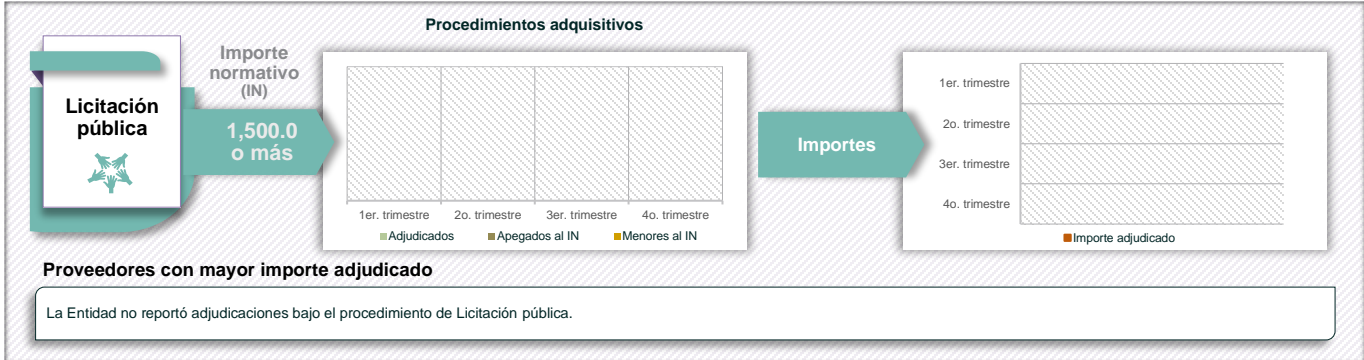 Procedimientos adquisitivos
Licitación
pública
Importe
normativo
(IN)
1,500.0
o más
1er. trimestre 2o. trimestre 3er. trimestre 4o. trimestre
Adjudicados Apegados al IN Menores al IN
Importes
1er. trimestre
2o. trimestre
3er. trimestre
4o. trimestre
Importe adjudicado
Proveedores con mayor importe adjudicado
La Entidad no reportó adjudicaciones bajo el procedimiento de Licitación pública.